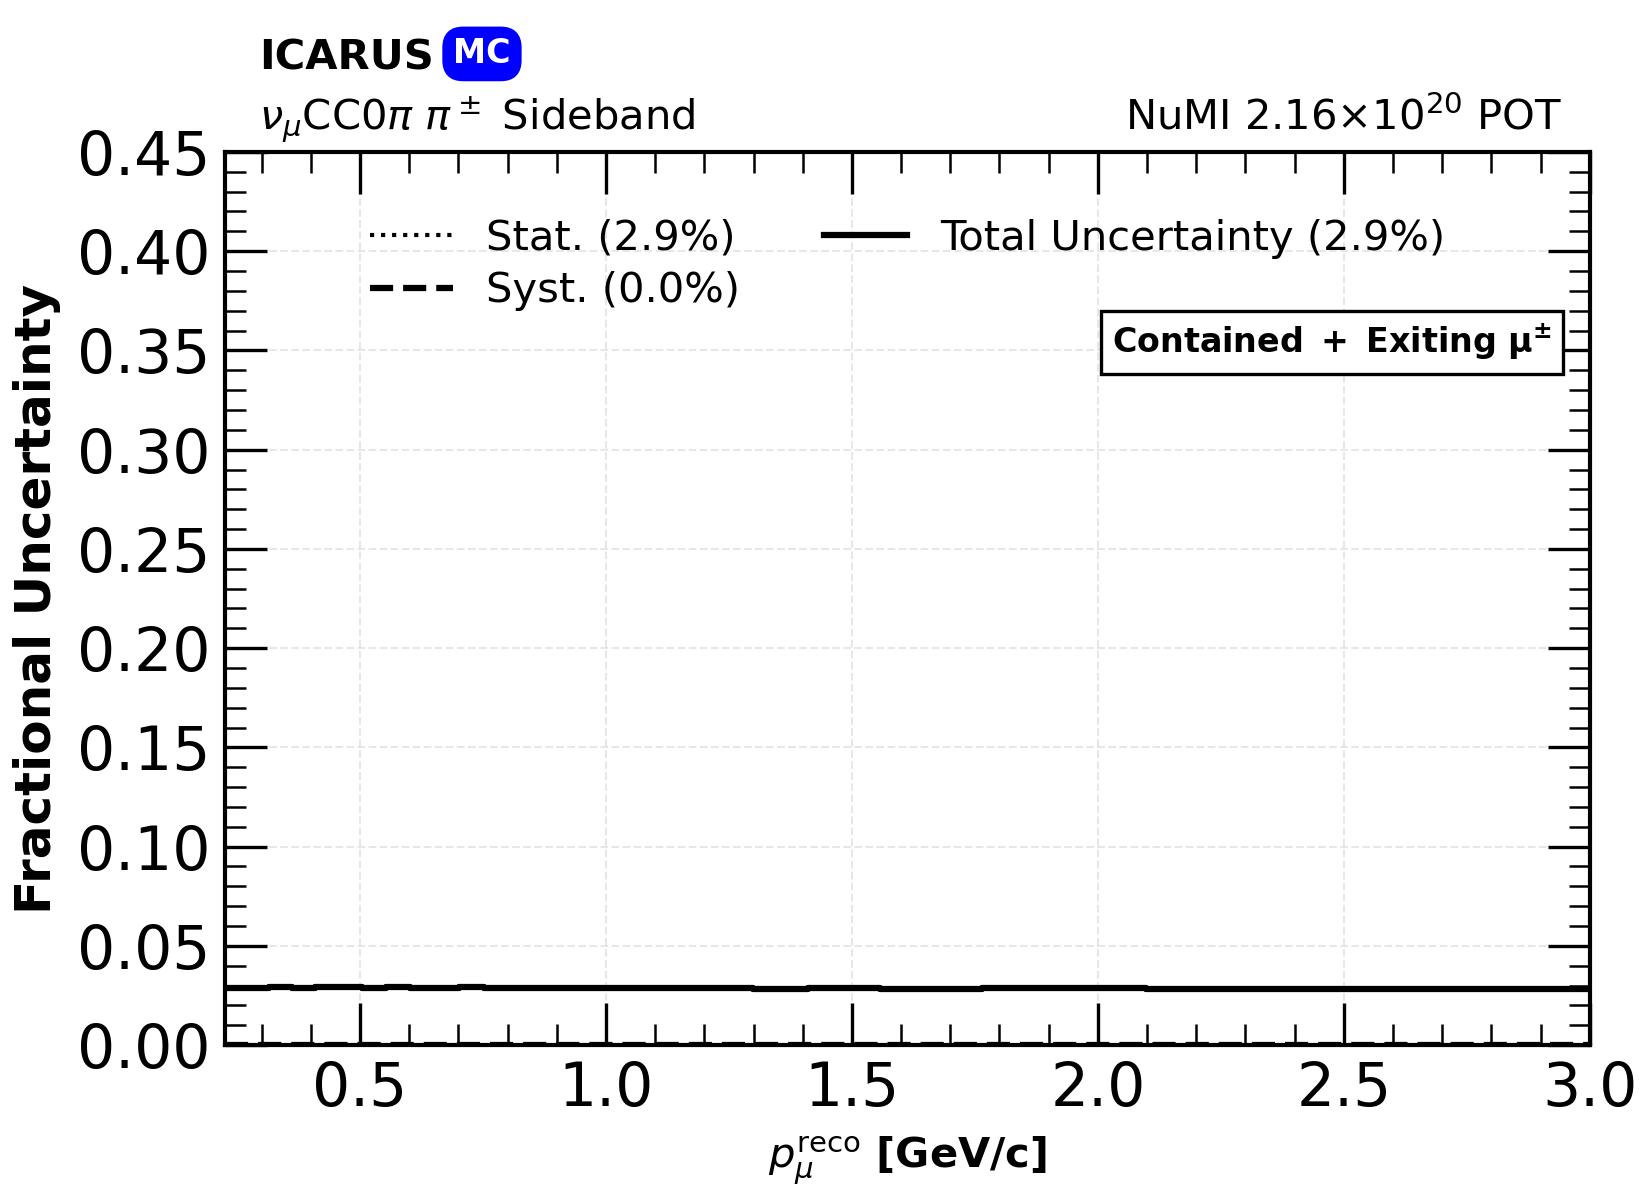 ICARUS MC
νμCC0π π± Sideband
NuMI 2.16×10²⁰ POT
Stat. (2.9%)
Syst. (0.0%)
Total Uncertainty (2.9%)
Contained + Exiting μ±
Fractional Uncertainty
0.45
0.40
0.35
0.30
0.25
0.20
0.15
0.10
0.05
0.00
0.5 1.0 1.5 2.0 2.5 3.0
pμ^reco [GeV/c]